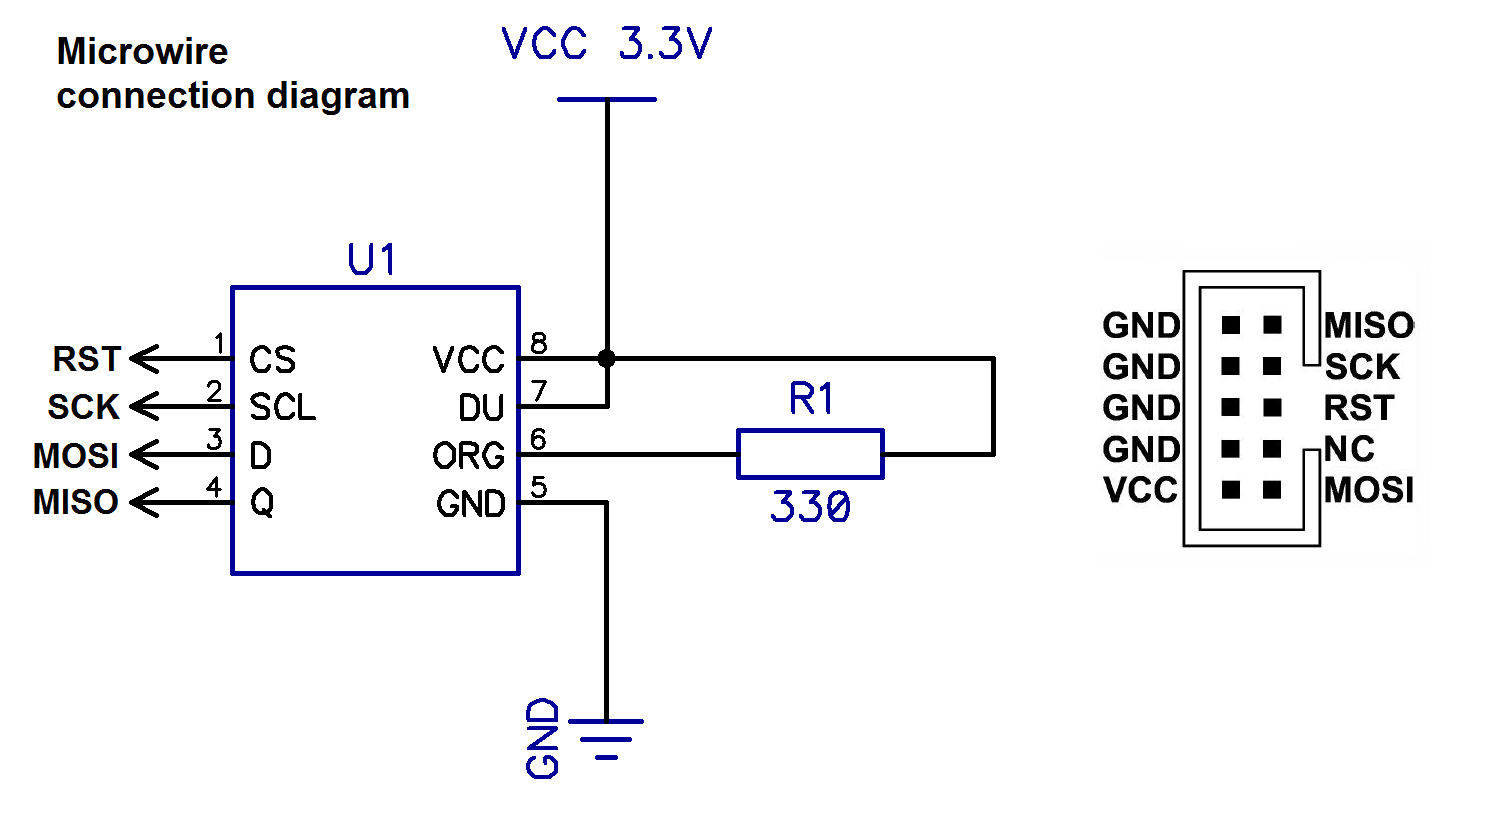 Microwire
connection diagram
VCC 3.3V
U1
RST 1 CS
SCK 2 SCL
MOSI 3 D
MISO 4 Q
VCC 8
DU 7
ORG 6
GND 5
R1
330
GND
GND MISO
GND SCK
GND RST
GND NC
VCC MOSI